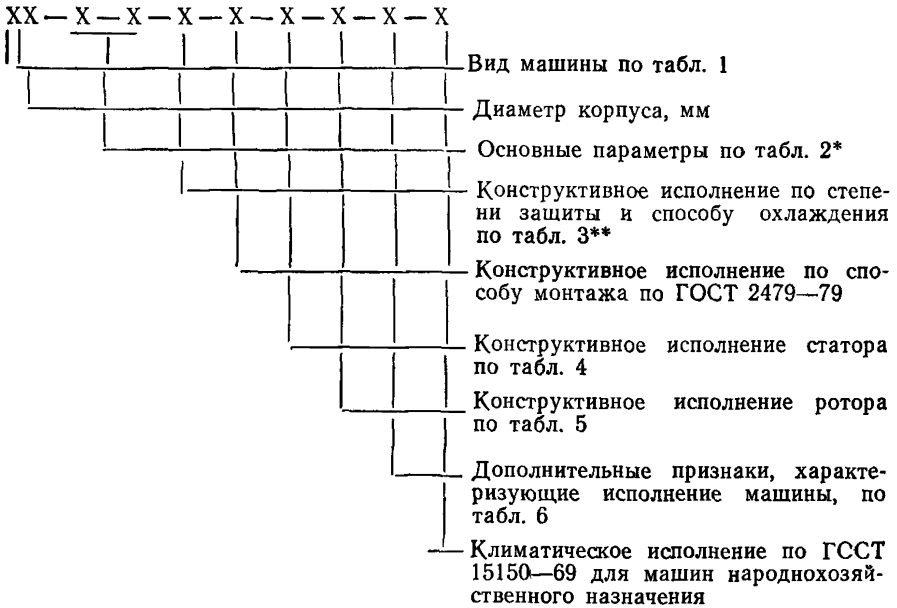 XX — X — X — X — X — X — X — X — X
Вид машины по табл. 1
Диаметр корпуса, мм
Основные параметры по табл. 2*
Конструктивное исполнение по степе-
ни защиты и способу охлаждения
по табл. 3**
Конструктивное исполнение по спо-
собу монтажа по ГОСТ 2479—79
Конструктивное исполнение статора
по табл. 4
Конструктивное исполнение ротора
по табл. 5
Дополнительные признаки, характе-
ризующие исполнение машины, по
табл. 6
Климатическое исполнение по ГССТ
15150—69 для машин народнохозяй-
ственного назначения